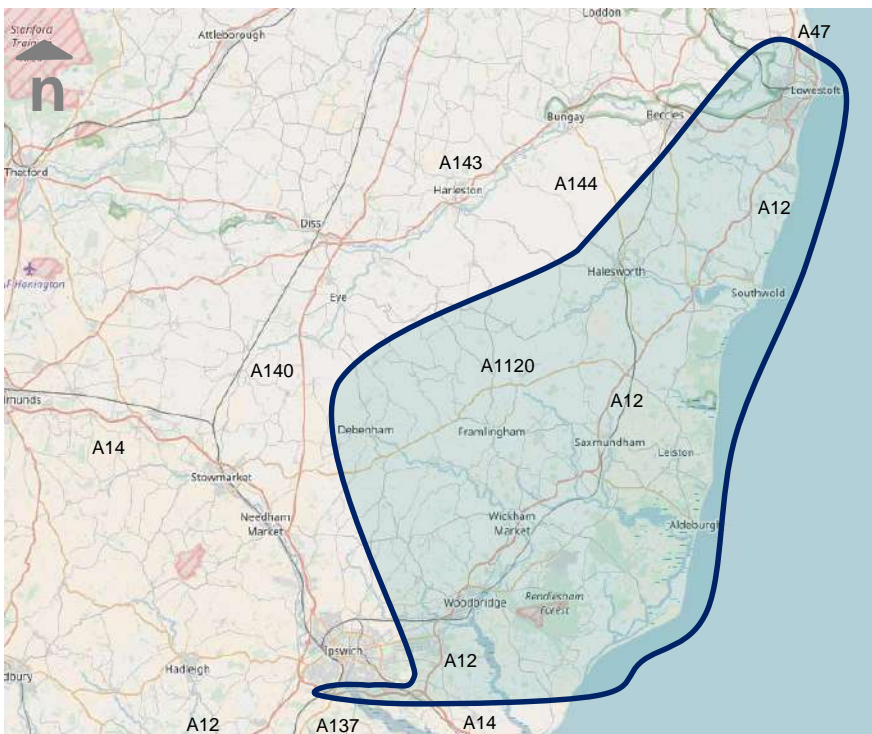 Loddon
A47
Stanford
Attleborough
n
Lowestoft
Bungay
Beccles
Thetford
A143
Harleston
A144
A12
Diss
Halesworth
Eye
Southwold
A140
A1120
A12
Debenham
Framlingham
Saxmundham
A14
Leiston
Stowmarket
Needham
Market
Wickham
Market
Aldeburgh
Woodbridge
Rendlesham
Forest
Ipswich
A12
Hadleigh
A12
A137
A14